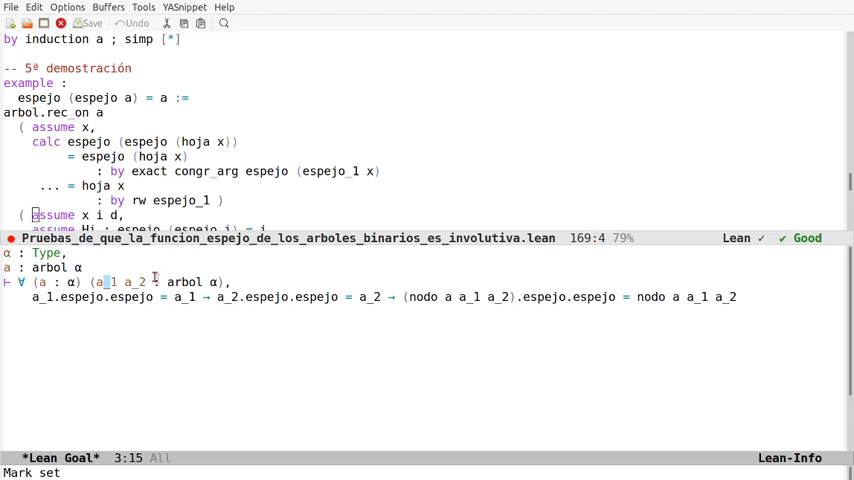 File Edit Options Buffers Tools YASnippet Help
Save Undo
by induction a ; simp [*]
-- 5ª demostración
example :
espejo (espejo a) = a :=
arbol.rec_on a
( assume x,
calc espejo (espejo (hoja x))
= espejo (hoja x)
: by exact congr_arg espejo (espejo_1 x)
... = hoja x
: by rw espejo_1 )
( assume x i d,
assume Hi : espejo (espejo i) = i
Pruebas_de_que_la_funcion_espejo_de_los_arboles_binarios_es_involutiva.lean 169:4 79% Lean ✓ ✔ Good
α : Type,
a : arbol α
⊢ ∀ (a : α) (a_1 a_2 : arbol α),
a_1.espejo.espejo = a_1 → a_2.espejo.espejo = a_2 → (nodo a a_1 a_2).espejo.espejo = nodo a a_1 a_2
*Lean Goal* 3:15 All Lean-Info
Mark set